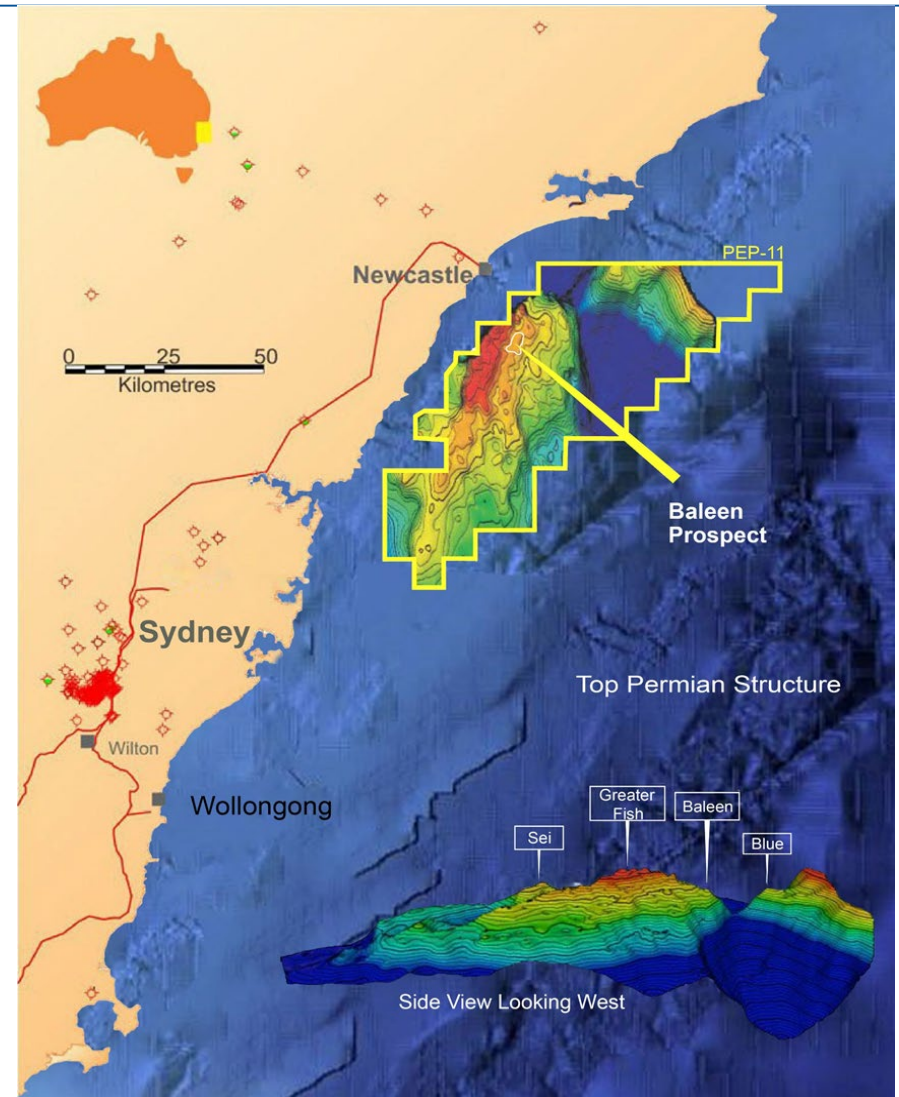 PEP-11
Newcastle
0 25 50
Kilometres
Baleen
Prospect
Sydney
Top Permian Structure
Wilton
Wollongong
Greater
Fish
Baleen
Sei
Blue
Side View Looking West